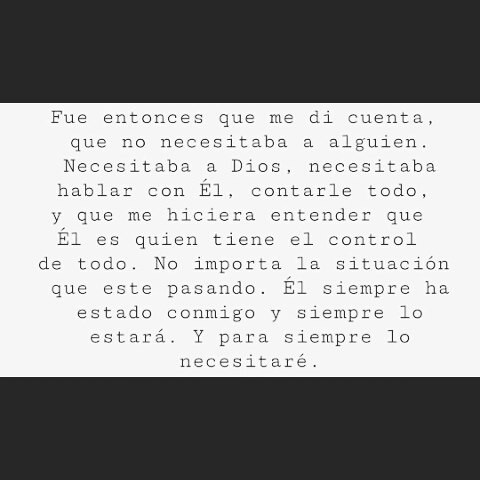 Fue entonces que me di cuenta,
que no necesitaba a alguien.
Necesitaba a Dios, necesitaba
hablar con Él, contarle todo,
y que me hiciera entender que
Él es quien tiene el control
de todo. No importa la situación
que este pasando. Él siempre ha
estado conmigo y siempre lo
estará. Y para siempre lo
necesitaré.